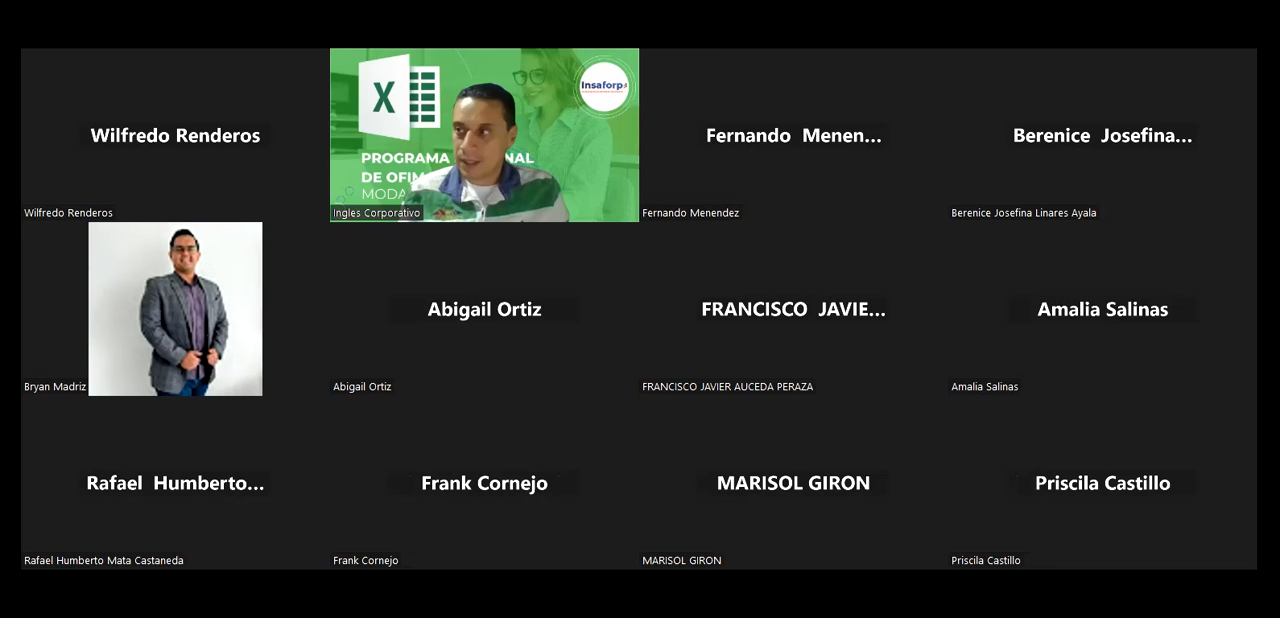 Wilfredo Renderos
Wilfredo Renderos
X
Insaforp
PROGRAMA NAL
DE OFI
MODA
Ingles Corporativo
Fernando Menen...
Fernando Menendez
Berenice Josefina...
Berenice Josefina Linares Ayala
Bryan Madriz
Abigail Ortiz
Abigail Ortiz
FRANCISCO JAVIE...
FRANCISCO JAVIER AUCEDA PERAZA
Amalia Salinas
Amalia Salinas
Rafael Humberto...
Rafael Humberto Mata Castaneda
Frank Cornejo
Frank Cornejo
MARISOL GIRON
MARISOL GIRON
Priscila Castillo
Priscila Castillo